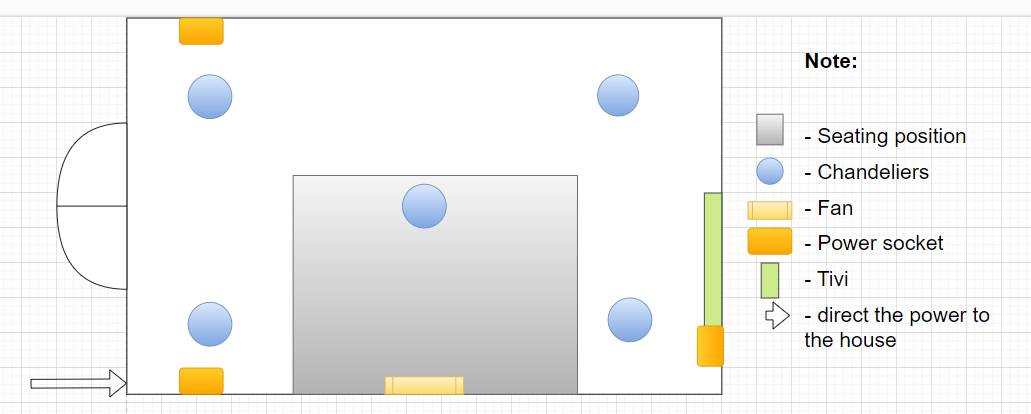 Note:
- Seating position
- Chandeliers
- Fan
- Power socket
- Tivi
- direct the power to
the house